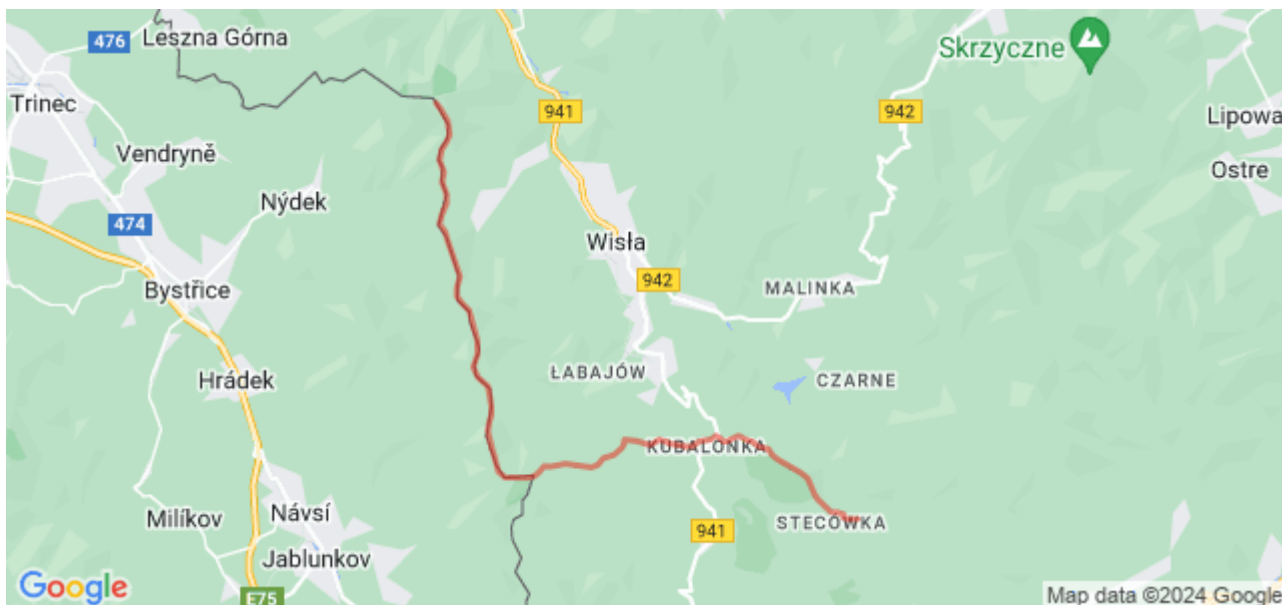 476
Leszna Górna
Skrzyczne
Trinec
941
942
Lipowa
Vendryně
Ostre
Nýdek
474
Wisła
942
MALINKA
Bystřice
ŁABAJÓW
CZARNE
Hrádek
KUBALONKA
Milíkov
Návsí
941
STECÓWKA
Jablunkov
Google
E75
Map data ©2024 Google